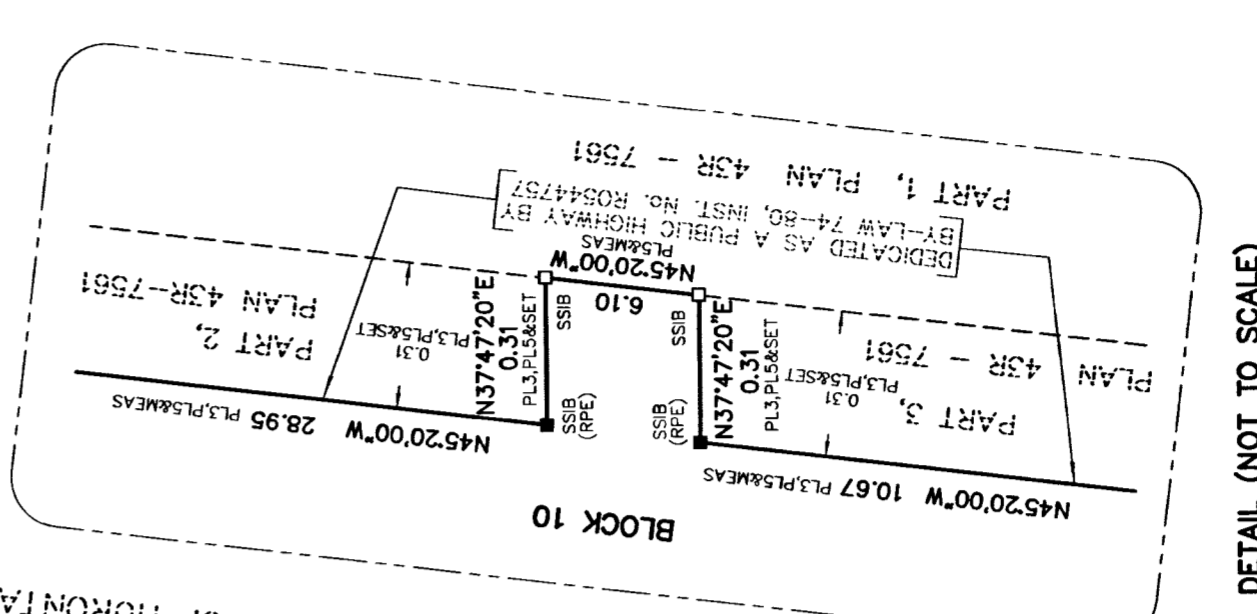 PART 1, PLAN 43R - 7561
DEDICATED AS A PUBLIC HIGHWAY BY
BY-LAW 74-80, INST. No. RO544757
PL5&MEAS
N45°20'00"W
6.10
PART 2,
PLAN 43R-7561
0.31
PL3,PL5&SET
N37°47'20"E
0.31
PL3,PL5&SET
SSIB
SSIB
(RPE)
N45°20'00"W 28.95 PL3,PL5&MEAS
SSIB
SSIB
(RPE)
N37°47'20"E
0.31
PL3,PL5&SET
PART 3,
PLAN 43R - 7561
0.31
PL3,PL5&SET
N45°20'00"W 10.67 PL3,PL5&MEAS
BLOCK 10
DETAIL (NOT TO SCALE)